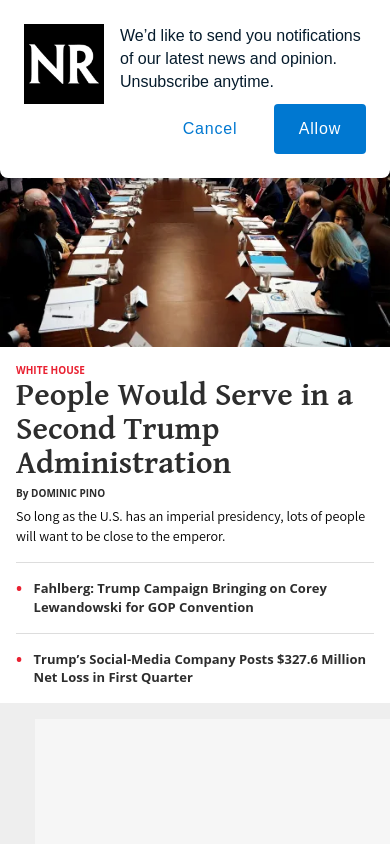 NR
We’d like to send you notifications
of our latest news and opinion.
Unsubscribe anytime.
Cancel
Allow
WHITE HOUSE
People Would Serve in a
Second Trump
Administration
By DOMINIC PINO
So long as the U.S. has an imperial presidency, lots of people
will want to be close to the emperor.
Fahlberg: Trump Campaign Bringing on Corey
Lewandowski for GOP Convention
Trump’s Social-Media Company Posts $327.6 Million
Net Loss in First Quarter